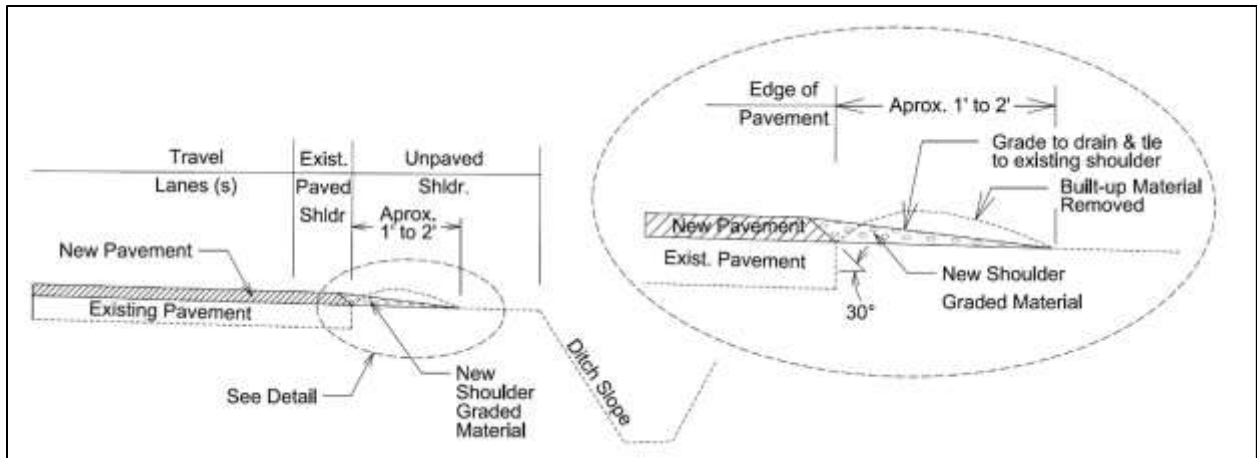 Travel
Lanes (s)
Exist.
Paved
Shldr
Unpaved
Shldr.
Aprox.
1' to 2'
New Pavement
Existing Pavement
See Detail
New
Shoulder
Graded
Material
Ditch Slope
Edge of
Pavement
Aprox. 1' to 2'
Grade to drain & tie
to existing shoulder
Built-up Material
Removed
New Pavement
Exist. Pavement
30°
New Shoulder
Graded Material